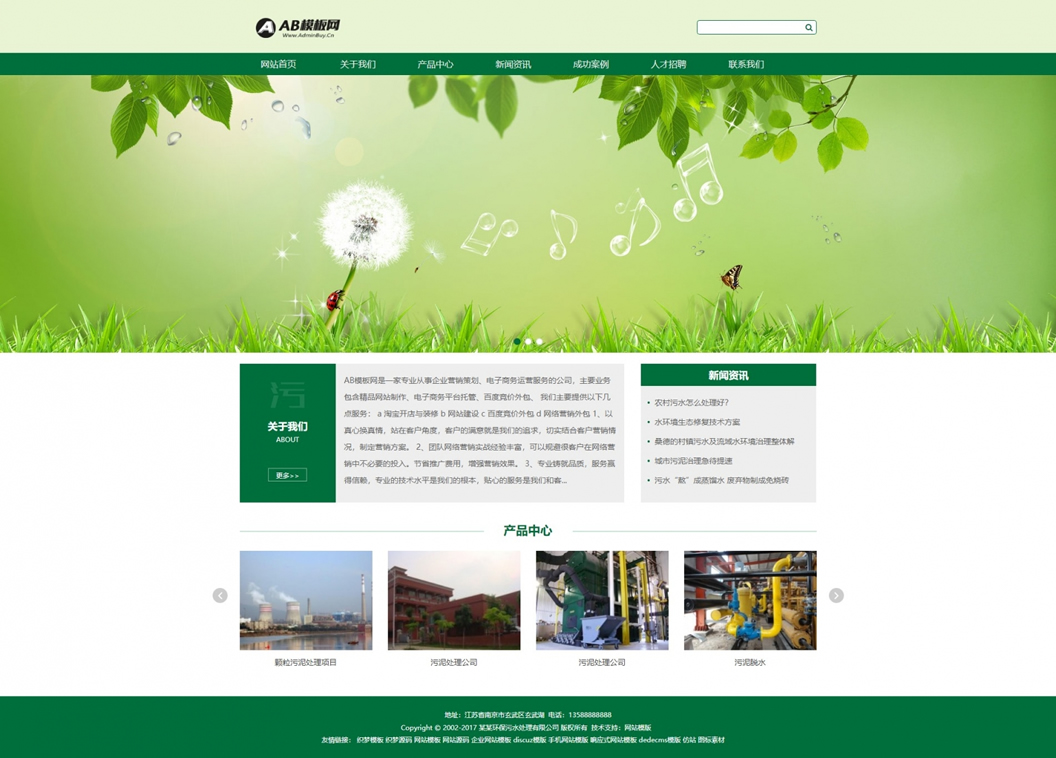 AB模板网
Www.AdminBuy.Cn
网站首页 关于我们 产品中心 新闻资讯 成功案例 人才招聘 联系我们
污
关于我们
ABOUT
更多>>
AB模板网是一家专业从事企业营销策划、电子商务运营服务的公司，主要业务
包含精品网站制作、电子商务平台托管、百度竞价外包、 我们主要提供以下几
点服务： a 淘宝开店与装修 b 网站建设 c 百度竞价外包 d 网络营销外包 1、以
真心换真情，站在客户角度，客户的满意就是我们的追求，切实结合客户营销情
况，制定营销方案。 2、团队网络营销实战经验丰富，可以规避很客户在网络营
销中不必要的投入。节省推广费用，增强营销效果。 3、专业铸就品质，服务赢
得信赖，专业的技术水平是我们的根本，贴心的服务是我们和客...
新闻资讯
农村污水怎么处理好?
水环境生态修复技术方案
桑德的村镇污水及流域水环境治理整体解
城市污泥治理急待提速
污水“救”成蒸馏水 废弃物制成免烧砖
产品中心
颗粒污泥处理项目 污泥处理公司 污泥处理公司 污泥脱水
地址：江苏省南京市玄武区玄武湖 电话：13588888888
Copyright © 2002-2017 某某环保污水处理有限公司 版权所有 技术支持：网站模版
友情链接： 织梦模板 织梦源码 网站模板 网站源码 企业网站模板 discuz模版 手机网站模版 响应式网站模板 dedecms模版 仿站 图标素材